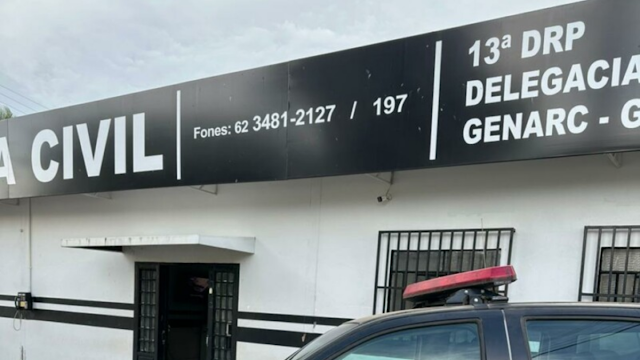 A CIVIL
Fones: 62 3481-2127 / 197
13ª DRP
DELEGACIA
GENARC - G